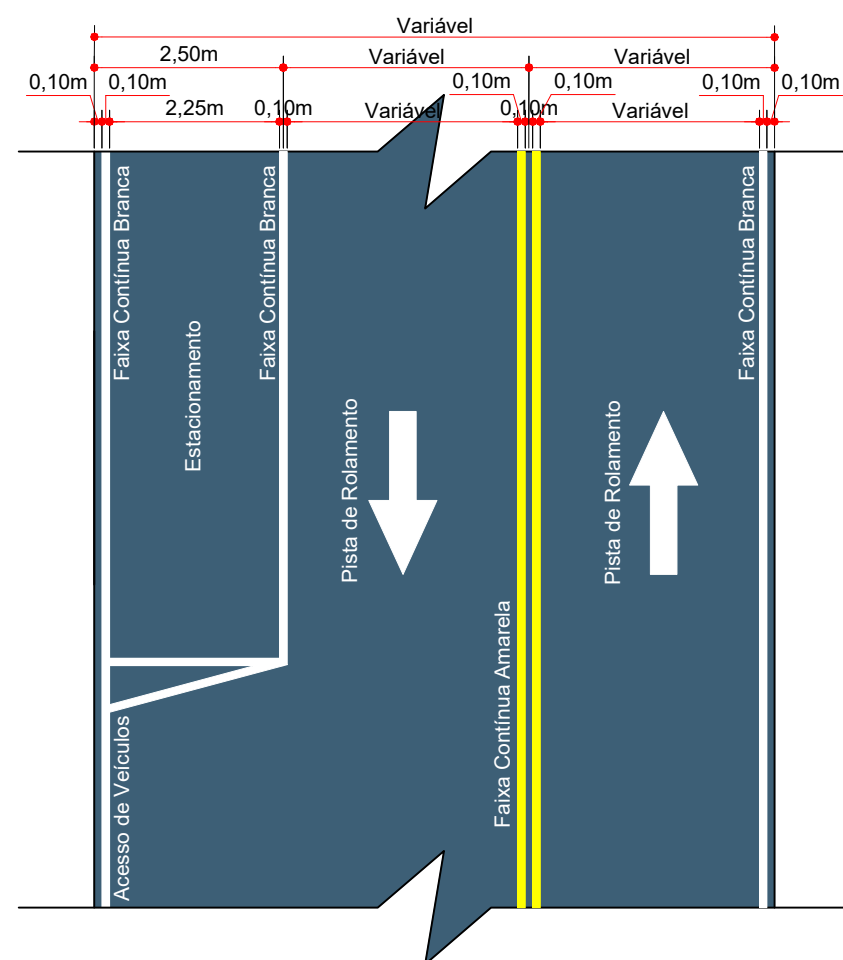 Variável
2,50m
Variável
Variável
0,10m
0,10m
0,10m
0,10m
0,10m
0,10m
2,25m
0,10m
Variável
0,10m
Variável
Faixa Contínua Branca
Faixa Contínua Branca
Faixa Contínua Branca
Estacionamento
Pista de Rolamento
Pista de Rolamento
Faixa Contínua Amarela
Acesso de Veículos